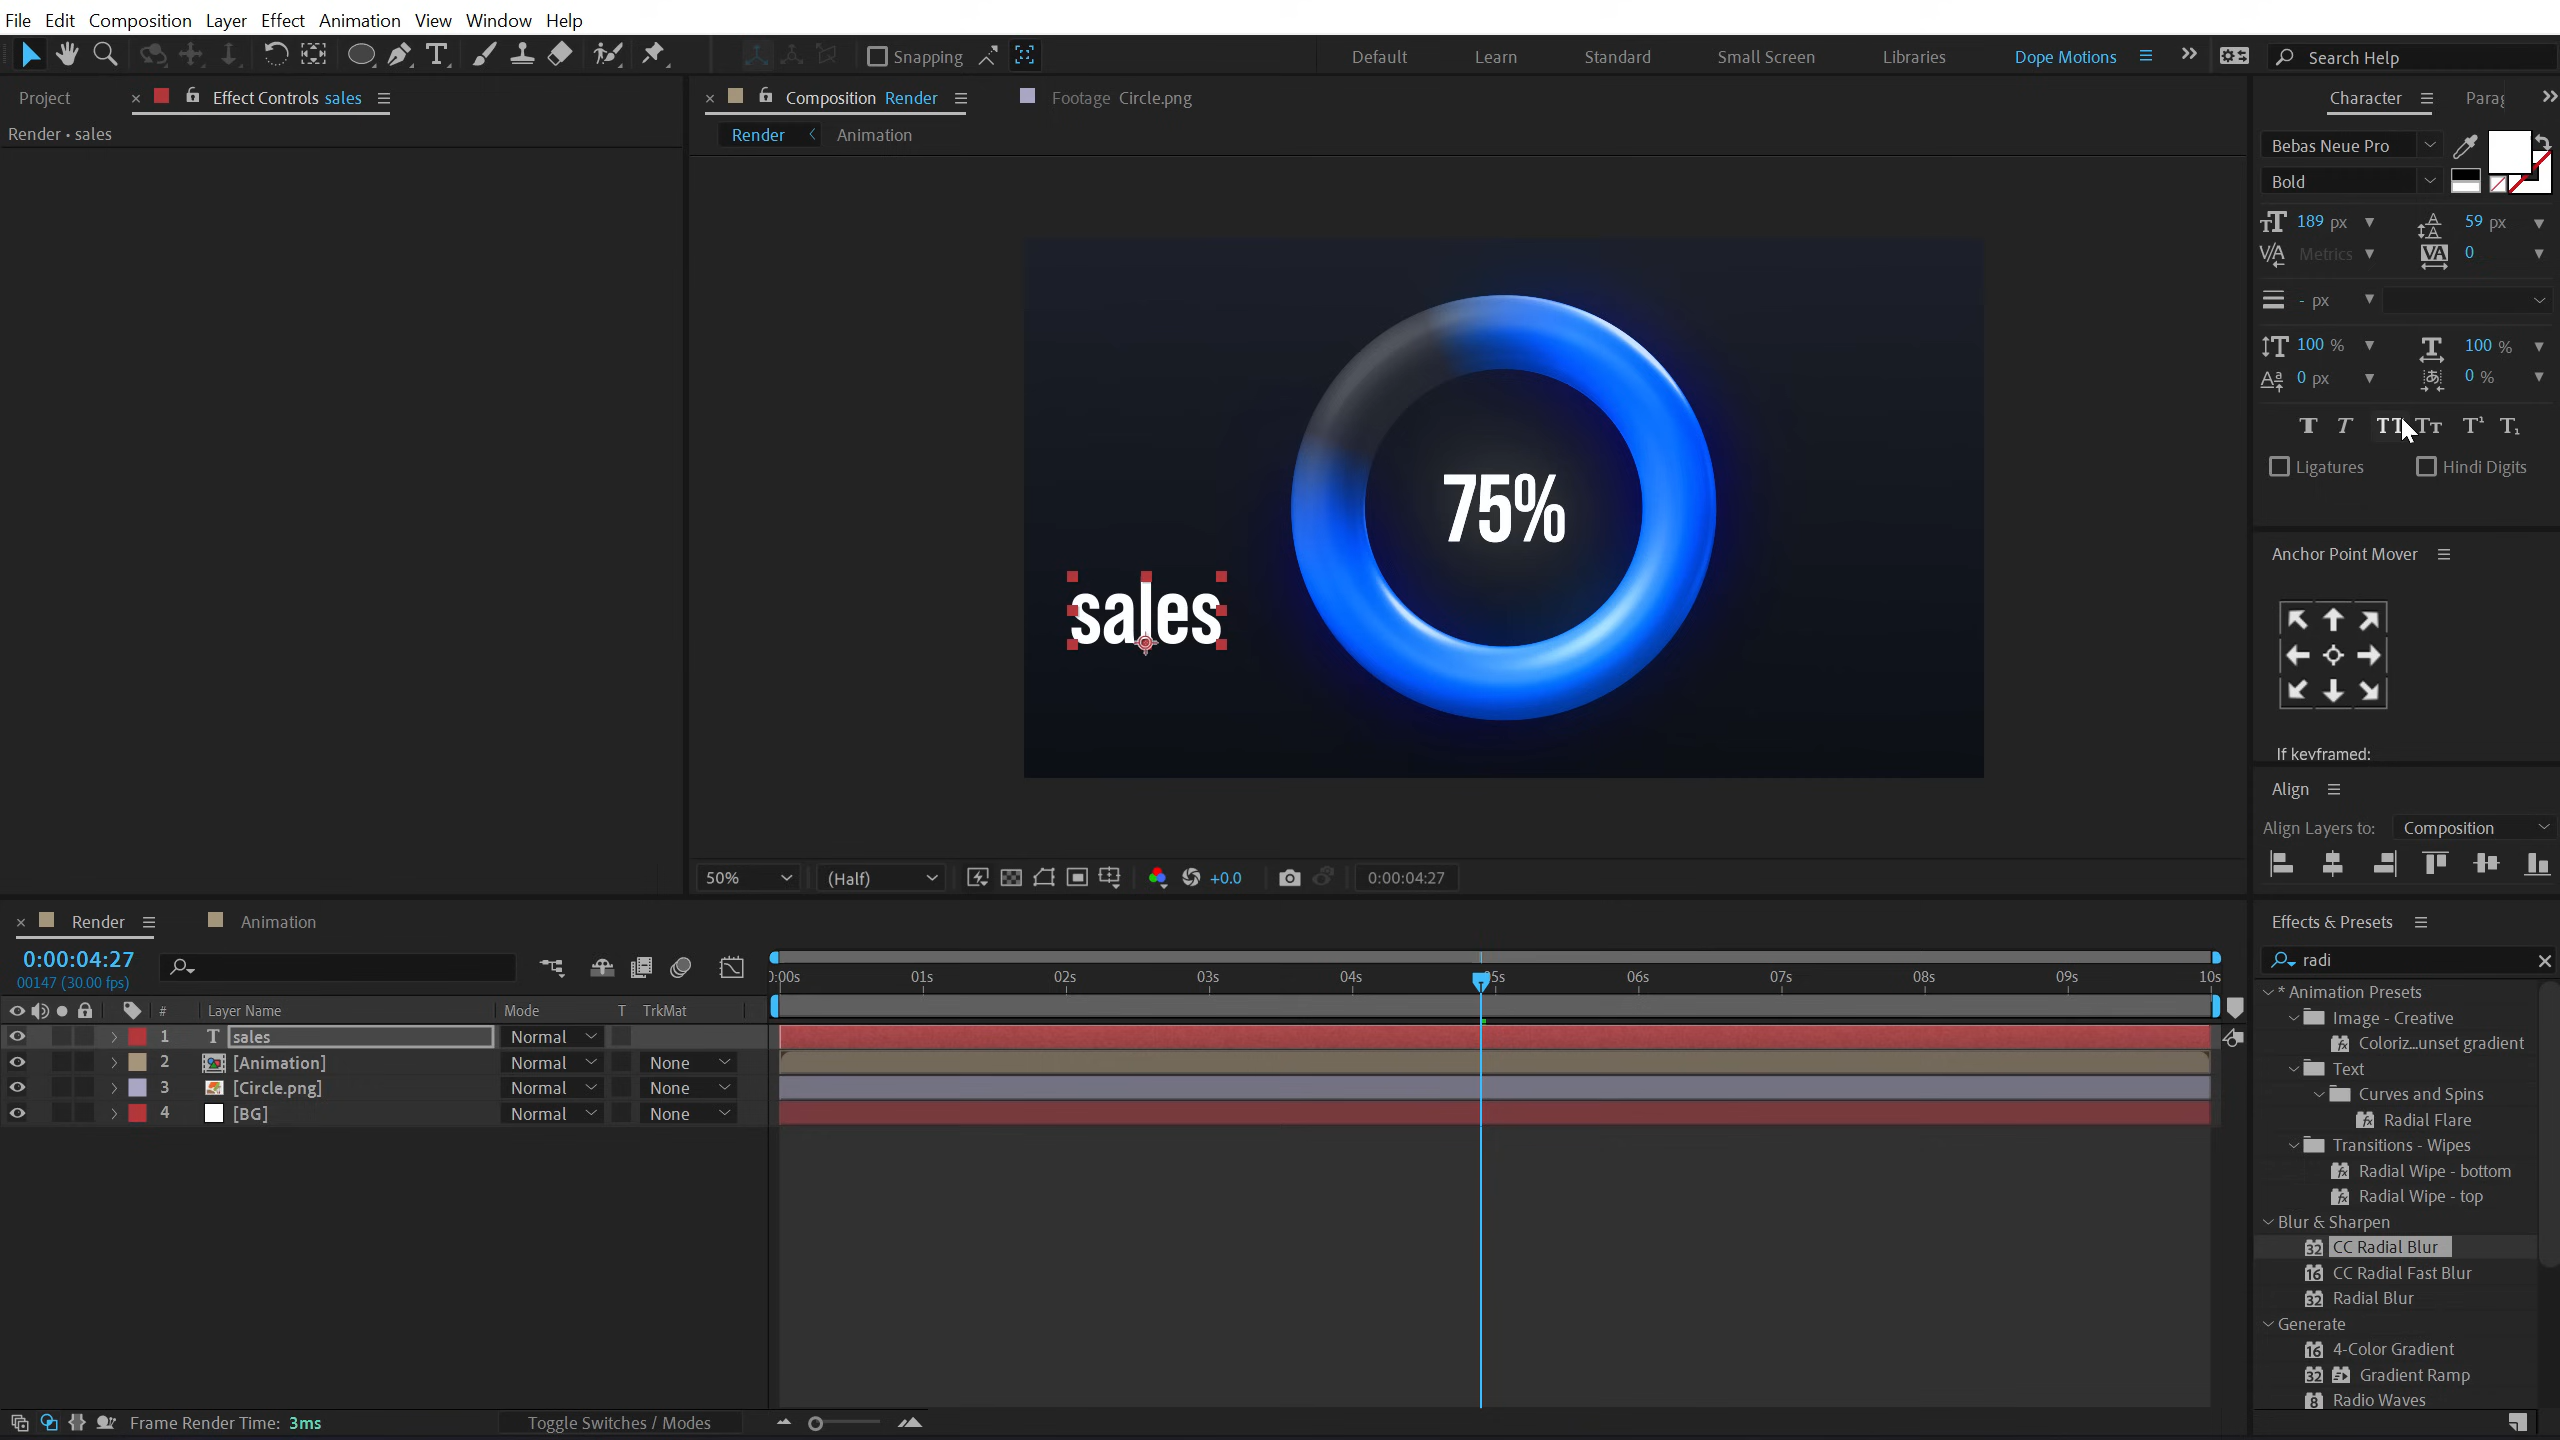 File Edit Composition Layer Effect Animation View Window Help
Snapping Default Learn Standard Small Screen Libraries Dope Motions Search Help
Project Effect Controls sales
Render • sales
Composition Render Footage Circle.png
Render Animation
75%
sales
50% (Half) +0.0 0:00:04:27
Character Parag
Bebas Neue Pro
Bold
189 px 59 px
Metrics 0
- px
100 % 100 %
0 px 0 %
Ligatures Hindi Digits
Anchor Point Mover
If keyframed:
Align
Align Layers to: Composition
Render Animation
0:00:04:27
00147 (30.00 fps)
0:00s 01s 02s 03s 04s 05s 06s 07s 08s 09s 10s
# Layer Name Mode T TrkMat
1 T sales Normal
2 [Animation] Normal None
3 [Circle.png] Normal None
4 [BG] Normal None
Frame Render Time: 3ms Toggle Switches / Modes
Effects & Presets
radi
* Animation Presets
Image - Creative
Coloriz...unset gradient
Text
Curves and Spins
Radial Flare
Transitions - Wipes
Radial Wipe - bottom
Radial Wipe - top
Blur & Sharpen
32 CC Radial Blur
16 CC Radial Fast Blur
32 Radial Blur
Generate
16 4-Color Gradient
32 Gradient Ramp
8 Radio Waves